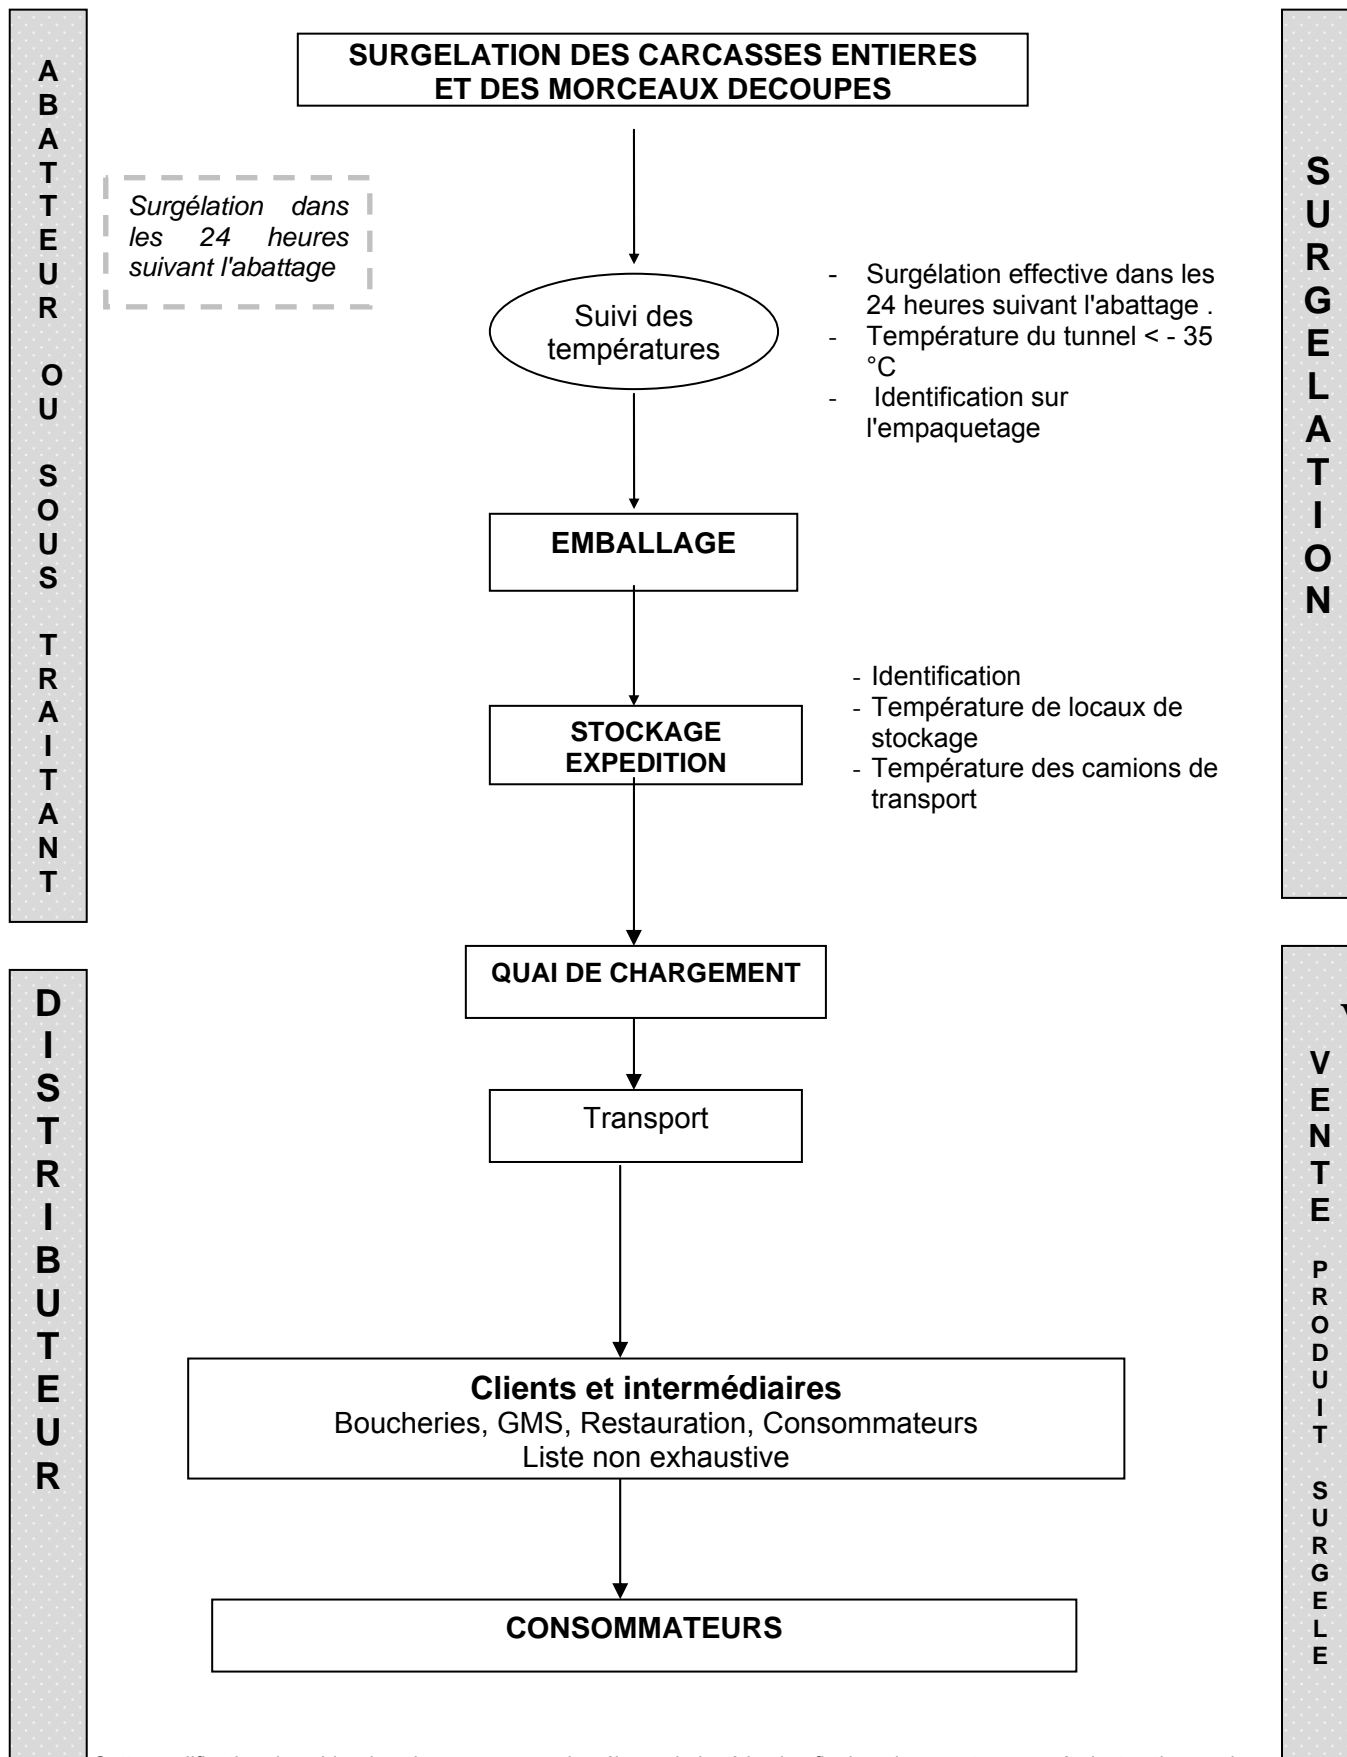 SURGELATION DES CARCASSES ENTIERES
ET DES MORCEAUX DECOUPES
ABATTEUR OU SOUS TRAITANT
SURGELATION
Surgélation dans
les 24 heures
suivant l'abattage
Suivi des
températures
- Surgélation effective dans les
24 heures suivant l'abattage .
- Température du tunnel < - 35
°C
- Identification sur
l'empaquetage
EMBALLAGE
- Identification
- Température de locaux de
stockage
- Température des camions de
transport
STOCKAGE
EXPEDITION
QUAI DE CHARGEMENT
DISTRIBUTEUR
VENTE PRODUIT SURGELE
Transport
Clients et intermédiaires
Boucheries, GMS, Restauration, Consommateurs
Liste non exhaustive
CONSOMMATEURS